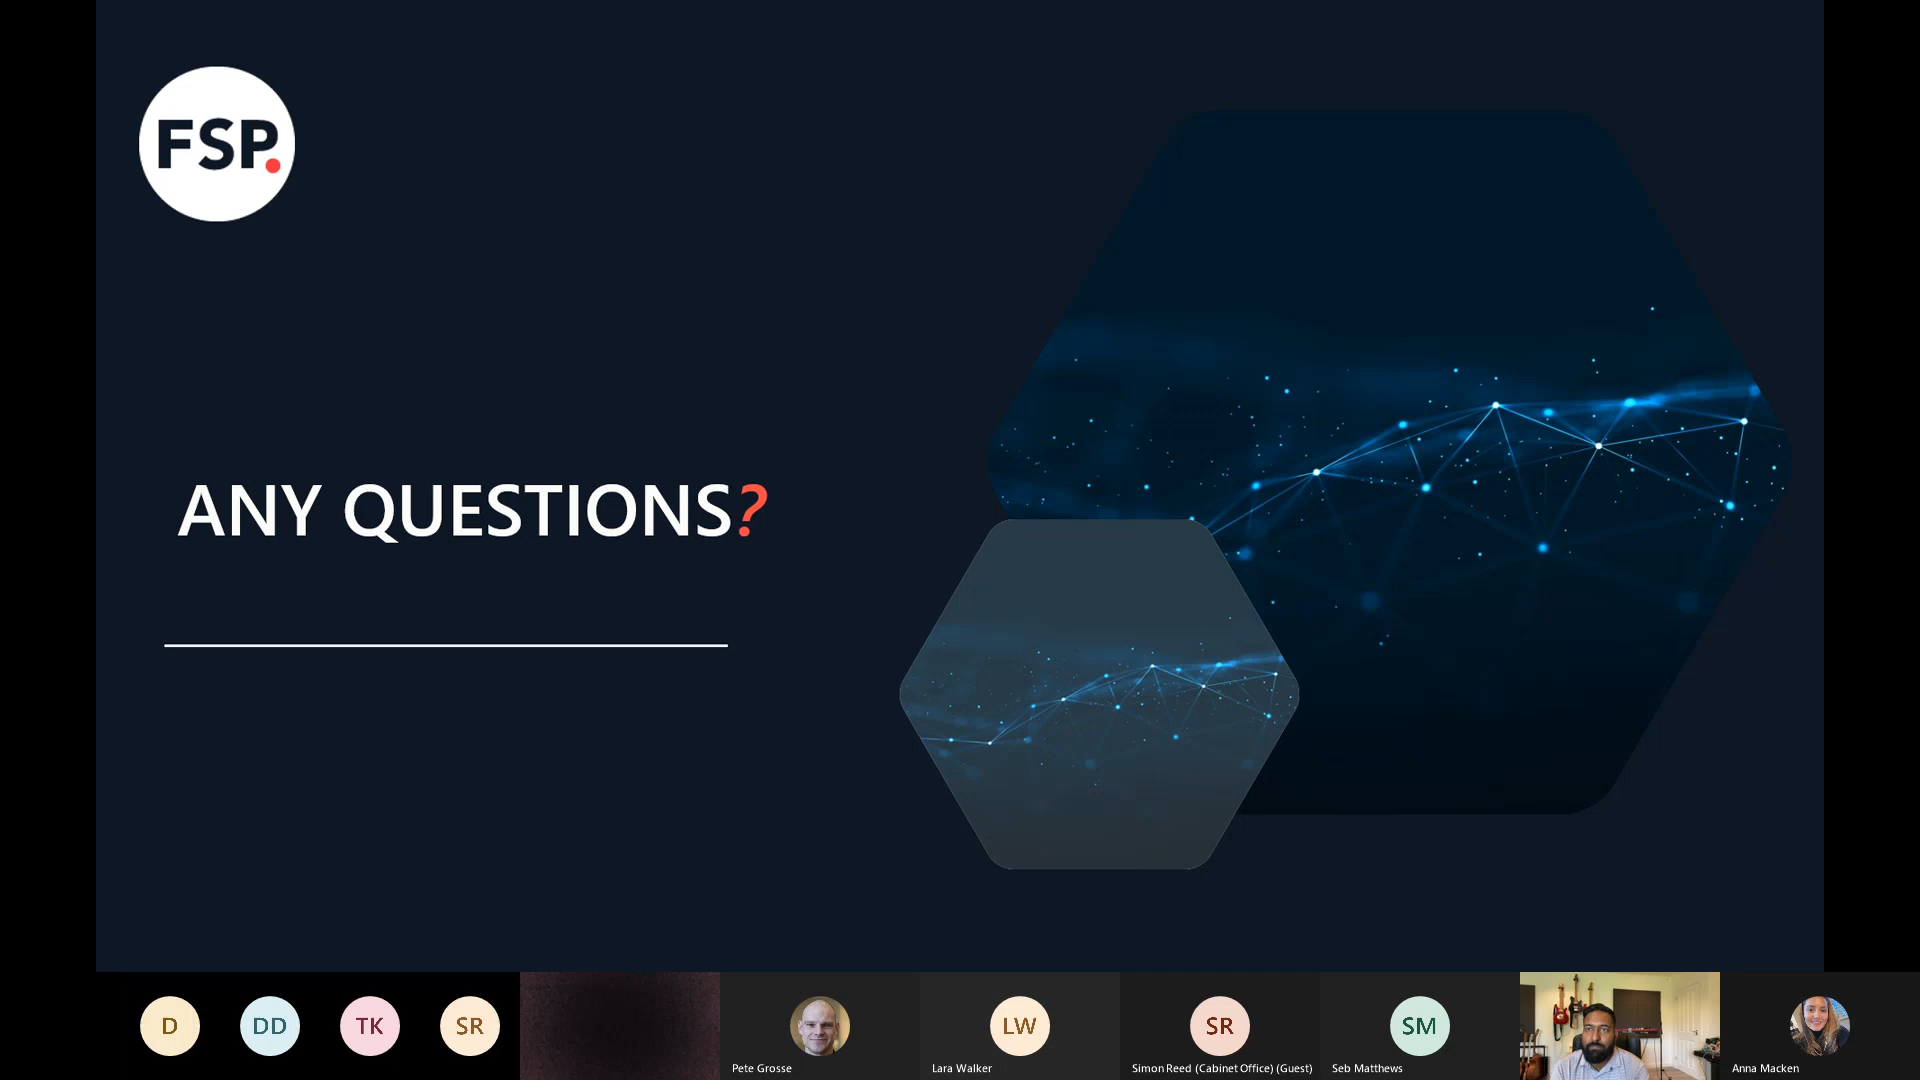 FSP.
ANY QUESTIONS?
D
DD
TK
SR
LW
SR
SM
Pete Grosse
Lara Walker
Simon Reed (Cabinet Office) (Guest)
Seb Matthews
Anna Macken